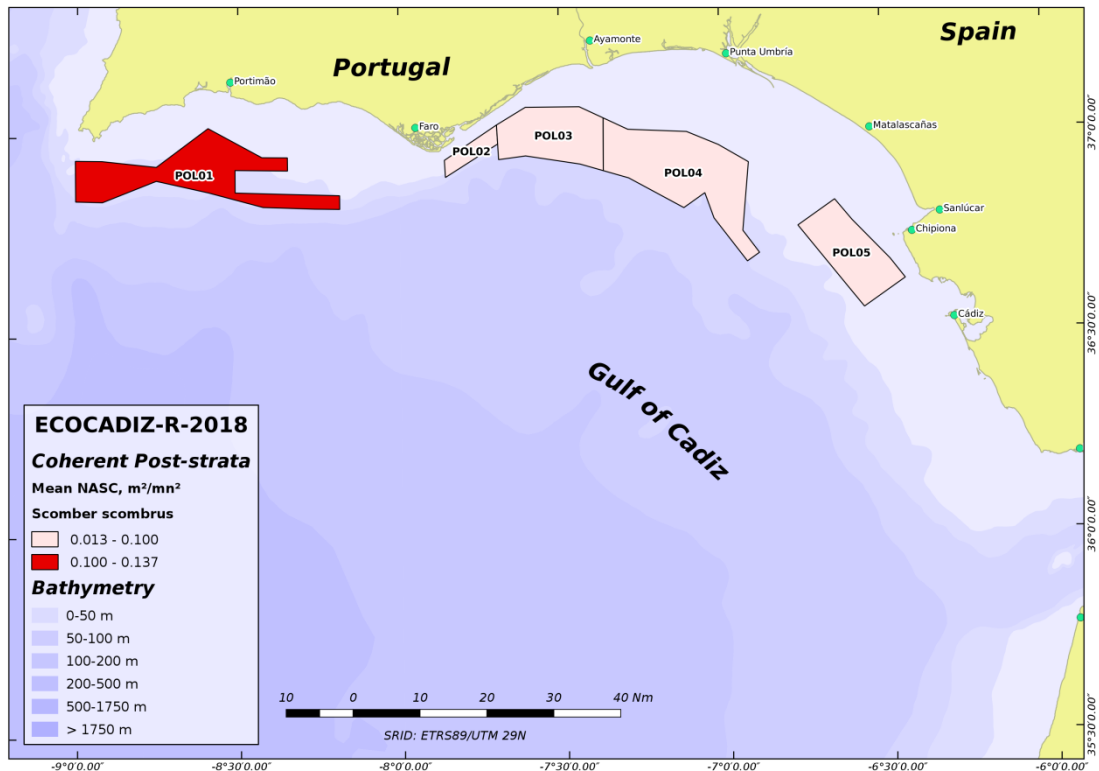 Spain
Portugal
Ayamonte
Punta Umbría
Portimão
Faro
Matalascañas
POL01
POL02
POL03
POL04
POL05
Sanlúcar
Chipiona
Cádiz
Gulf of Cadiz
37°0'0.00"
36°30'0.00"
36°0'0.00"
35°30'0.00"
ECOCADIZ-R-2018
Coherent Post-strata
Mean NASC, m²/mn²
Scomber scombrus
0.013 - 0.100
0.100 - 0.137
Bathymetry
0-50 m
50-100 m
100-200 m
200-500 m
500-1750 m
> 1750 m
10 0 10 20 30 40 Nm
SRID: ETRS89/UTM 29N
-9°0'0.00" -8°30'0.00" -8°0'0.00" -7°30'0.00" -7°0'0.00" -6°30'0.00" -6°0'0.00"